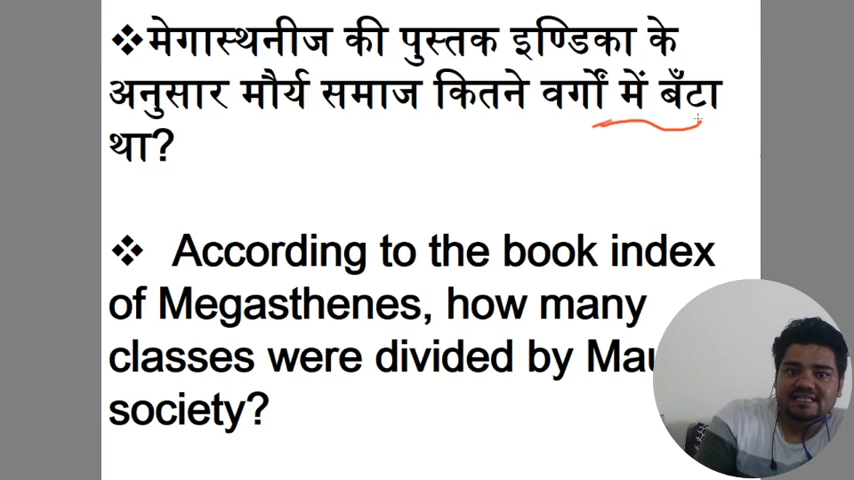 ❖मेगास्थनीज की पुस्तक इण्डिका के
अनुसार मौर्य समाज कितने वर्गों में बँटा
था?
❖ According to the book index
of Megasthenes, how many
classes were divided by
society?